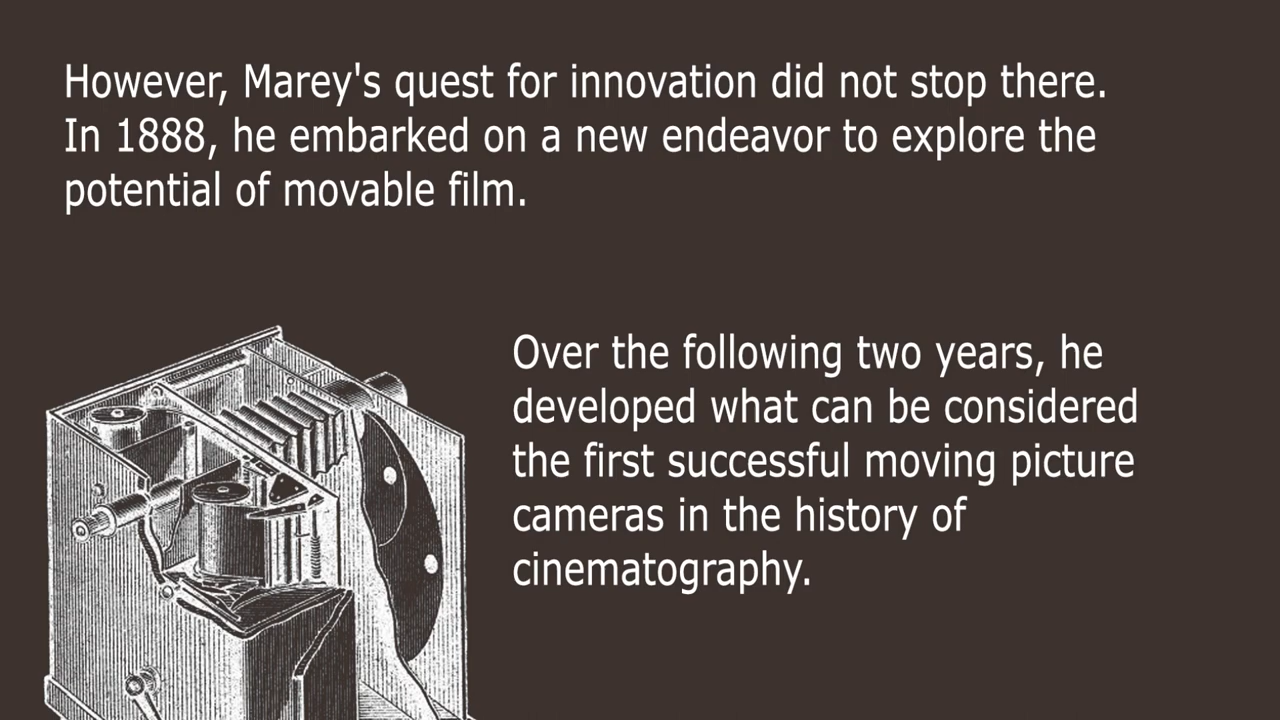 However, Marey's quest for innovation did not stop there.
In 1888, he embarked on a new endeavor to explore the
potential of movable film.
Over the following two years, he
developed what can be considered
the first successful moving picture
cameras in the history of
cinematography.